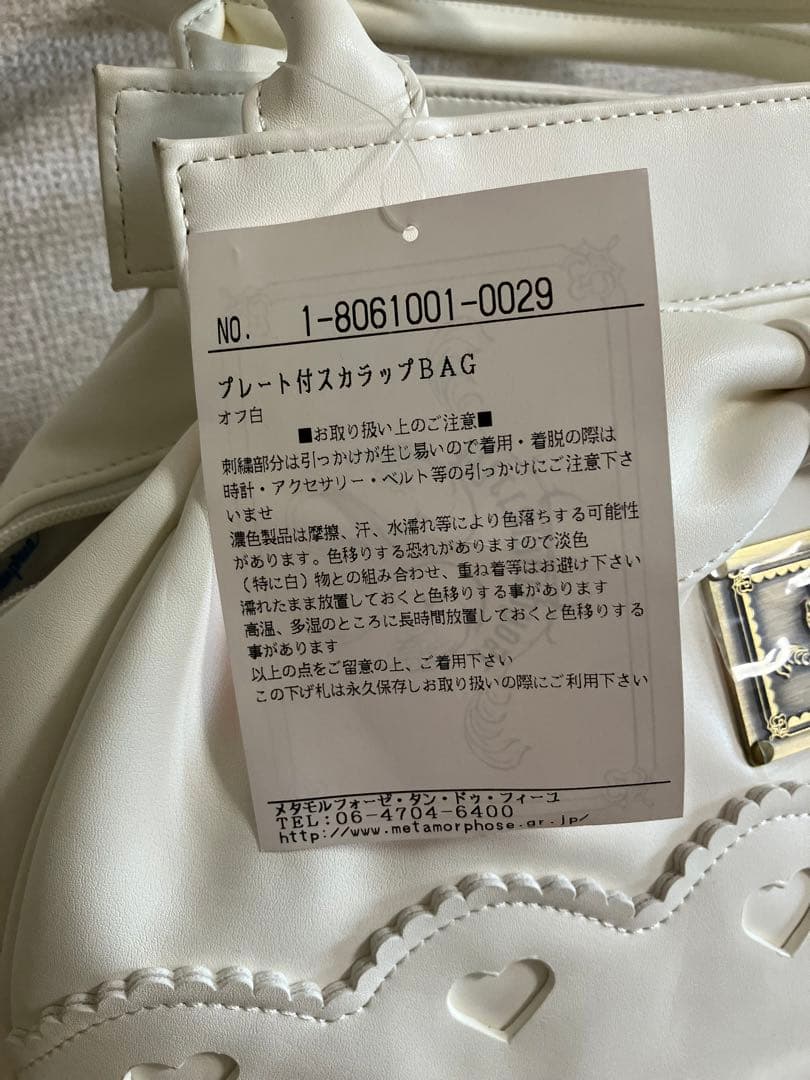 NO. 1-8061001-0029
プレート付スカラップBAG
オフ白
■お取り扱い上のご注意■
刺繍部分は引っかけが生じ易いので着用・着脱の際は
時計・アクセサリー・ベルト等の引っかけにご注意下さ
いませ
濃色製品は摩擦、汗、水濡れ等により色落ちする可能性
があります。色移りする恐れがありますので淡色
(特に白)物との組み合わせ、重ね着等はお避け下さい
濡れたまま放置しておくと色移りする事があります
高温、多湿のところに長時間放置しておくと色移りする
事があります
以上の点をご留意の上、ご着用下さい
この下げ札は永久保存しお取り扱いの際にご利用下さい
メタモルフォーゼ・タン・ドゥ・フィーユ
TEL:06-4704-6400
http://www.metamorphose.gr.jp/